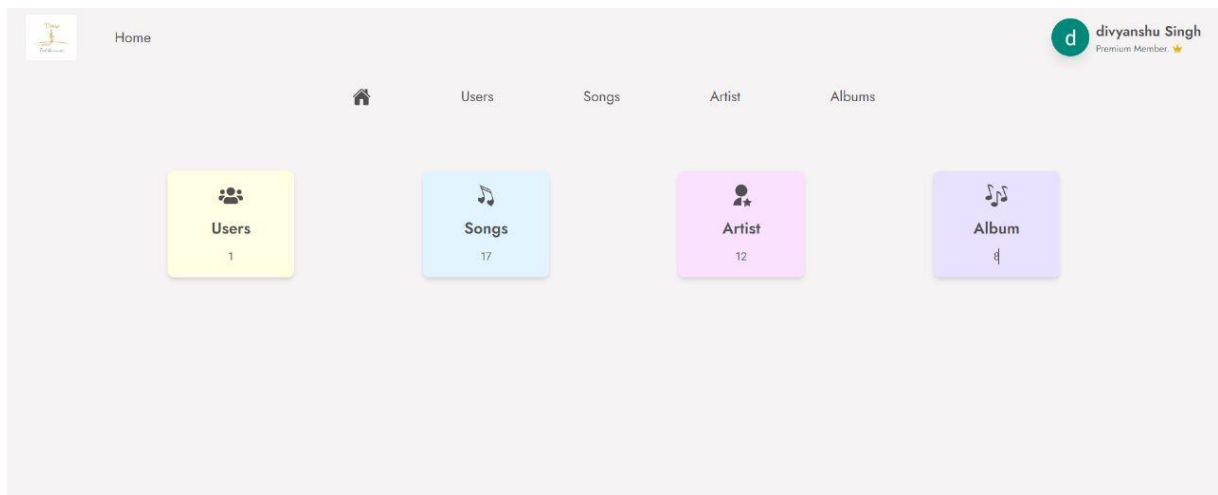 Home
d
divyanshu Singh
Premium Member.
Users
Songs
Artist
Albums
Users
1
Songs
17
Artist
12
Album
8